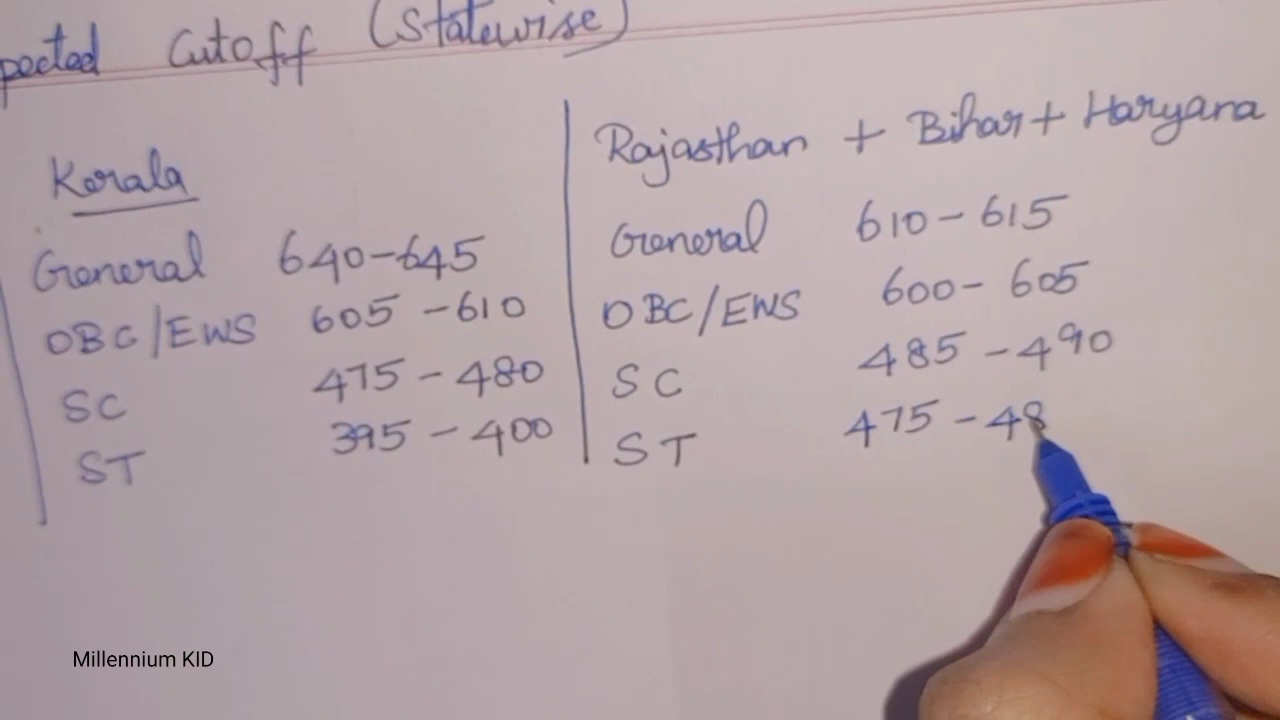 pected Cutoff (Statewise)
Kerala
General 640-645
OBC/EWS 605-610
SC 475-480
ST 395-400
Rajasthan + Bihar + Haryana
General 610-615
OBC/EWS 600-605
SC 485-490
ST 475-48
Millennium KID